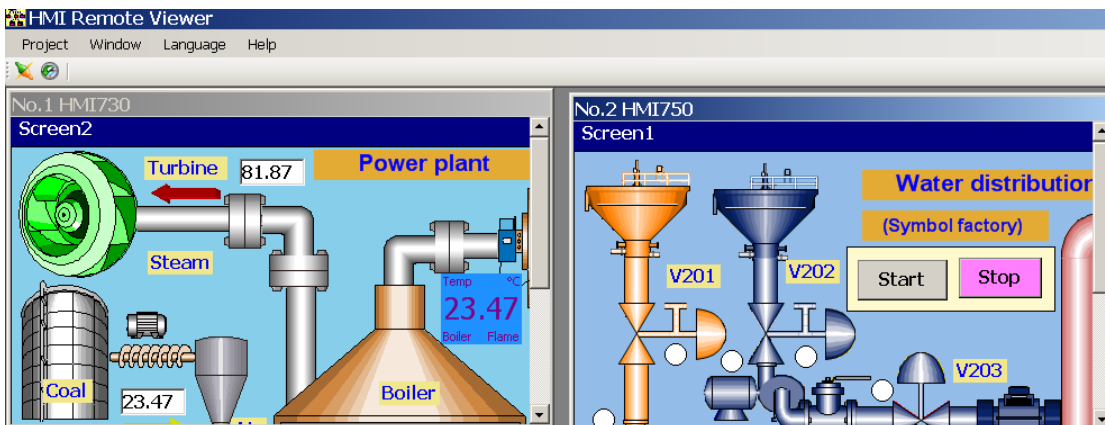 HMI Remote Viewer
Project Window Language Help
No.1 HMI730
Screen2
Turbine
81.87
Power plant
Steam
Temp °C
23.47
Boiler Flame
Coal
23.47
Boiler
No.2 HMI750
Screen1
Water distribution
(Symbol factory)
V201
V202
Start
Stop
V203